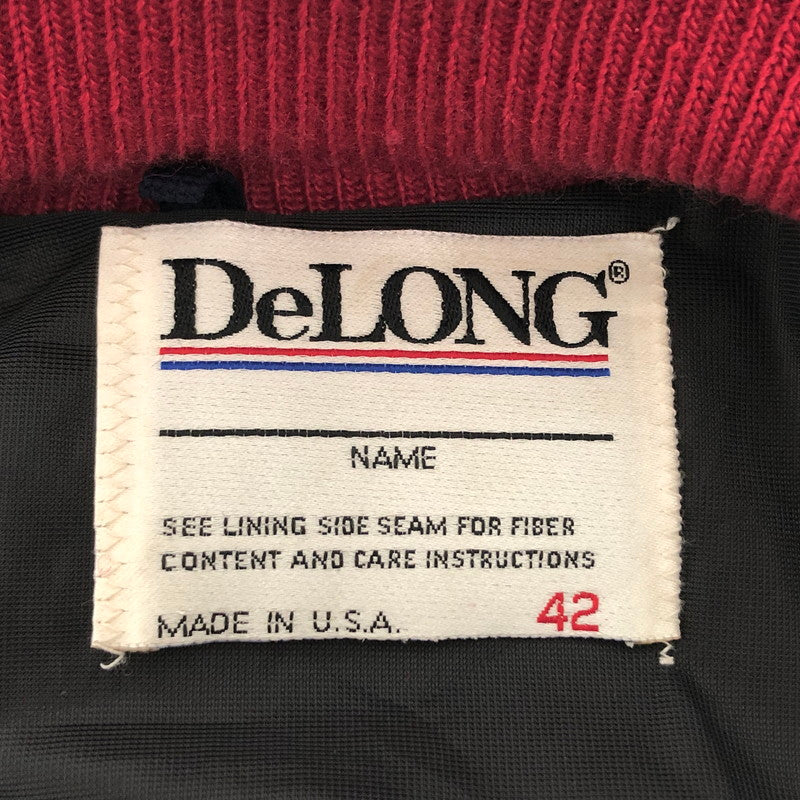 DeLONG®
NAME
SEE LINING SIDE SEAM FOR FIBER
CONTENT AND CARE INSTRUCTIONS
MADE IN U.S.A. 42